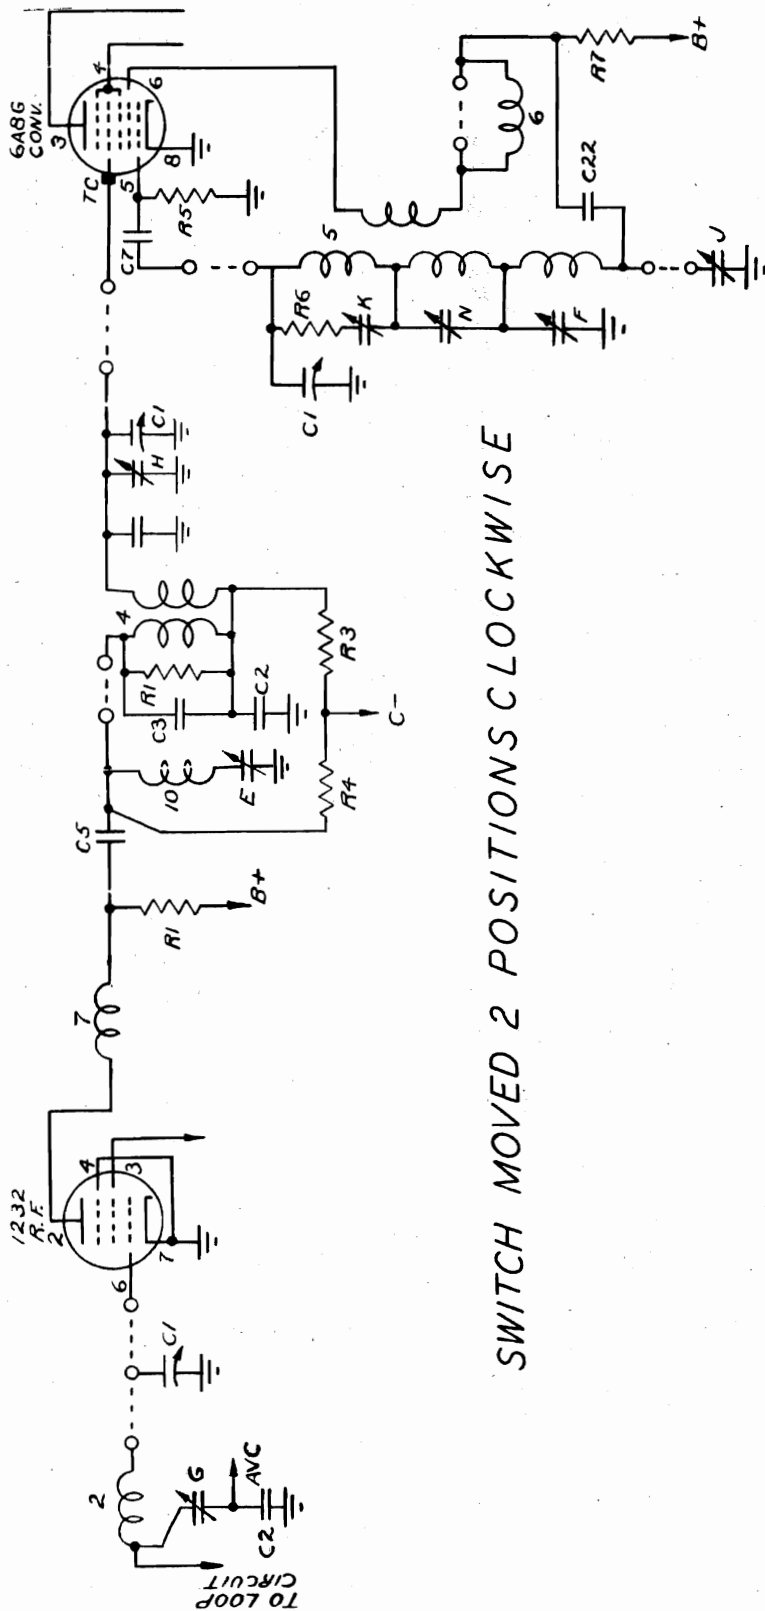 TO LOOP
CIRCUIT
2
G
AVC
C2
C1
6
1232
R.F.
2
4
3
7
7
R1
B+
C5
10
E
R4
C-
R3
C3
R1
C2
4
H
C1
6A8G
CONV.
3
4
TC
5
6
8
C7
R5
C1
R6
K
N
F
5
6
C22
R7
B+
J
SWITCH MOVED 2 POSITIONS CLOCKWISE